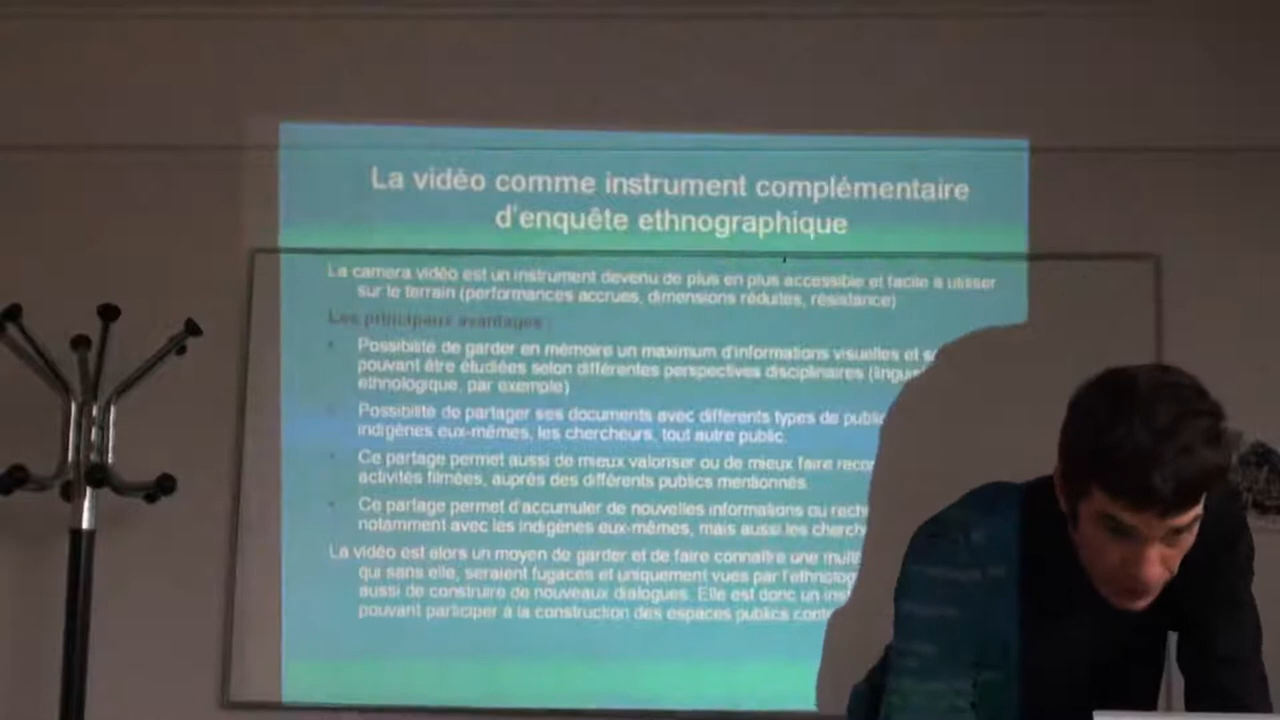 La vidéo comme instrument complémentaire
d'enquête ethnographique
La camera vidéo est un instrument devenu de plus en plus accessible et facile à utiliser
sur le terrain (performances accrues, dimensions réduites, résistance)
Les principaux avantages :
Possibilité de garder en mémoire un maximum d'informations visuelles et
pouvant être étudiées selon différentes perspectives disciplinaires
ethnologique, par exemple)
Possibilité de partager ses documents avec différents types de
indigènes eux-mêmes, les chercheurs, tout autre public.
Ce partage permet aussi de mieux valoriser ou de mieux faire
activités filmées, auprès des différents publics mentionnés.
Ce partage permet d'accumuler de nouvelles informations ou
notamment avec les indigènes eux-mêmes, mais aussi les
La vidéo est alors un moyen de garder et de faire connaître une
qui sans elle, seraient fugaces et uniquement vues par
aussi de construire de nouveaux dialogues. Elle est donc un
pouvant participer à la construction des espaces publics